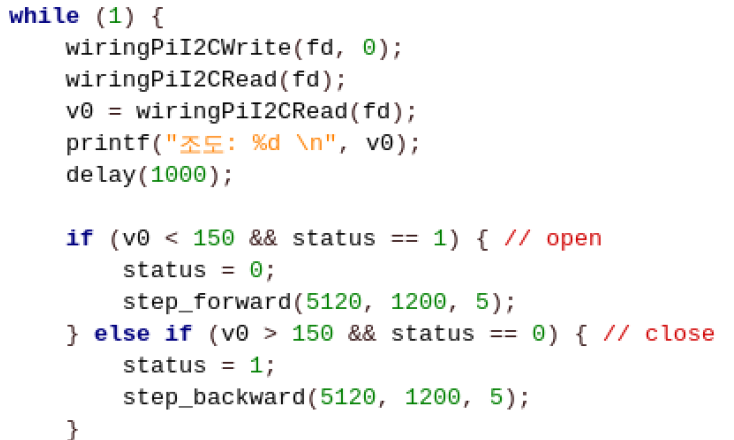 while (1) {
    wiringPiI2CWrite(fd, 0);
    wiringPiI2CRead(fd);
    v0 = wiringPiI2CRead(fd);
    printf("조도: %d \n", v0);
    delay(1000);

    if (v0 < 150 && status == 1) { // open
        status = 0;
        step_forward(5120, 1200, 5);
    } else if (v0 > 150 && status == 0) { // close
        status = 1;
        step_backward(5120, 1200, 5);
    }